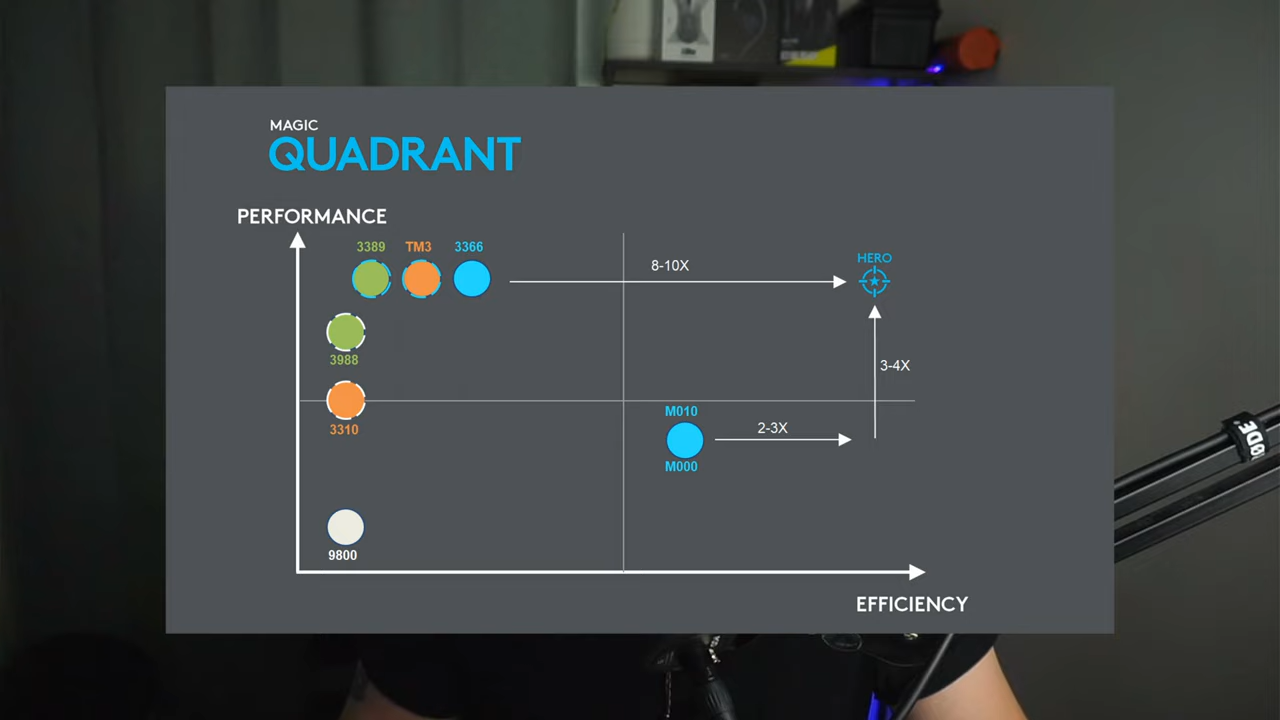 MAGIC
QUADRANT
PERFORMANCE
3389 TM3 3366
8-10X
HERO
3988
3-4X
3310
M010
2-3X
M000
9800
EFFICIENCY